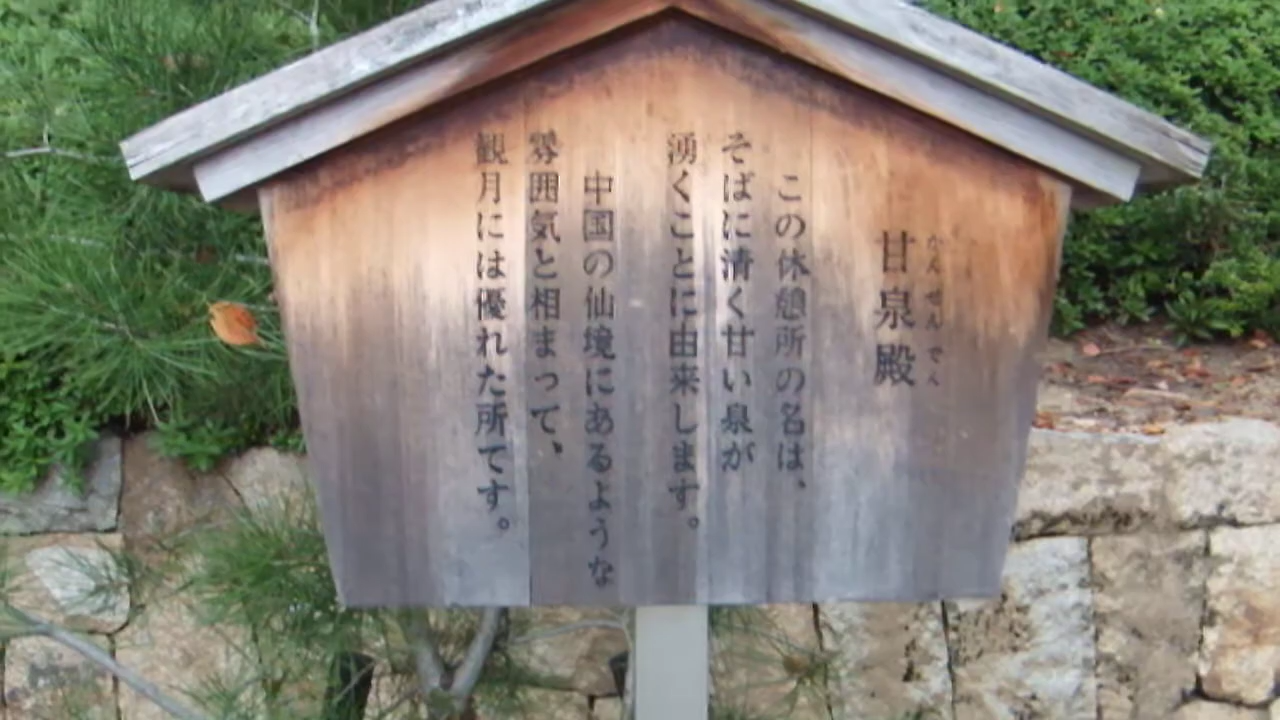 かんせんでん
甘泉殿
この休憩所の名は、
そばに清く甘い泉が
湧くことに由来します。
中国の仙境にあるような
雰囲気と相まって、
観月には優れた所です。